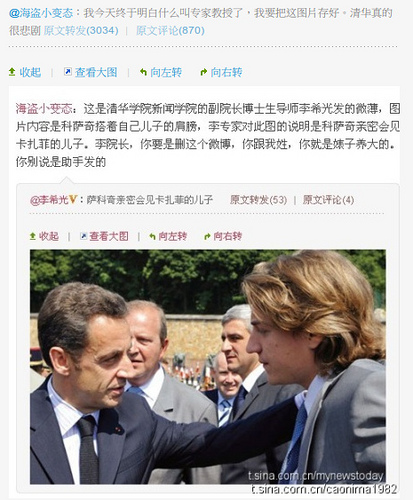 @海盗小变态：我今天终于明白什么叫专家教授了，我要把这图片存好。清华真的
很悲剧 原文转发(3034) | 原文评论(870)
收起 | 查看大图 向左转 向右转
海盗小变态：这是清华学院新闻学院的副院长博士生导师李希光发的微薄，图
片内容是科萨奇搭着自己儿子的肩膀，李专家对此图的说明是科萨奇亲密会见
卡扎菲的儿子。李院长，你要是删这个微博，你跟我姓，你就是婊子养大的。
你别说是助手发的
@李希光V：萨科奇亲密会见卡扎菲的儿子 原文转发(53) | 原文评论(4)
收起 | 查看大图 | 向左转 向右转
t.sina.com.cn/mynewstoday
t.sina.com.cn/caonima1982